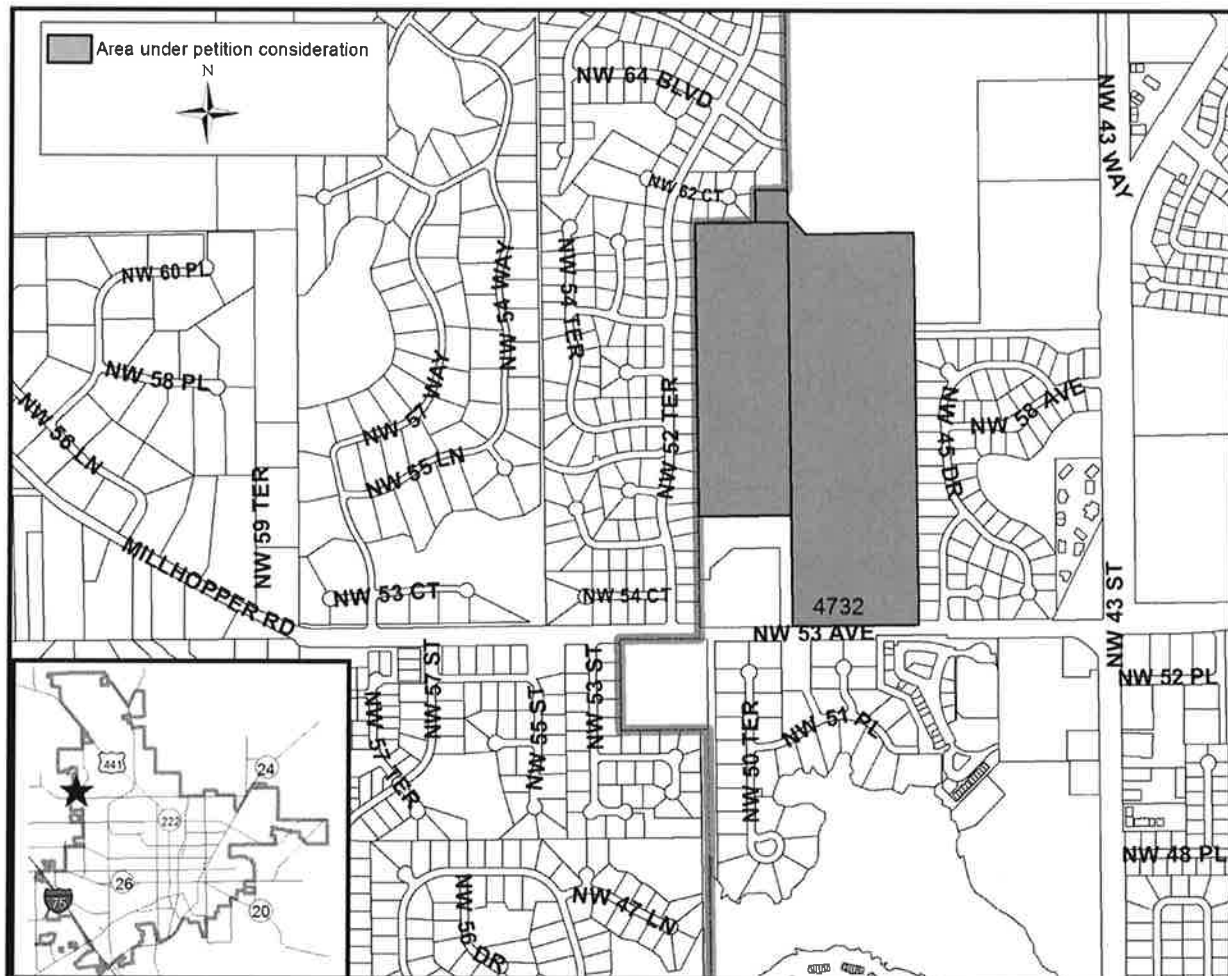 Area under petition consideration
N
NW 64 BLVD
NW 43 WAY
NW 62 CT
NW 60 PL
NW 54 WAY
NW 54 TER
NW 58 PL
NW 57 WAY
NW 52 TER
NW 45 DR
NW 58 AVE
NW 56 LN
NW 55 LN
NW 59 TER
MILLHOPPER RD
NW 53 CT
NW 54 CT
4732
NW 53 AVE
NW 43 ST
NW 57 ST
NW 53 ST
NW 52 PL
NW 57 TER
NW 55 ST
NW 50 TER
NW 51 PL
441
24
222
26
75
20
NW 48 PL
NW 56 DR
NW 47 LN